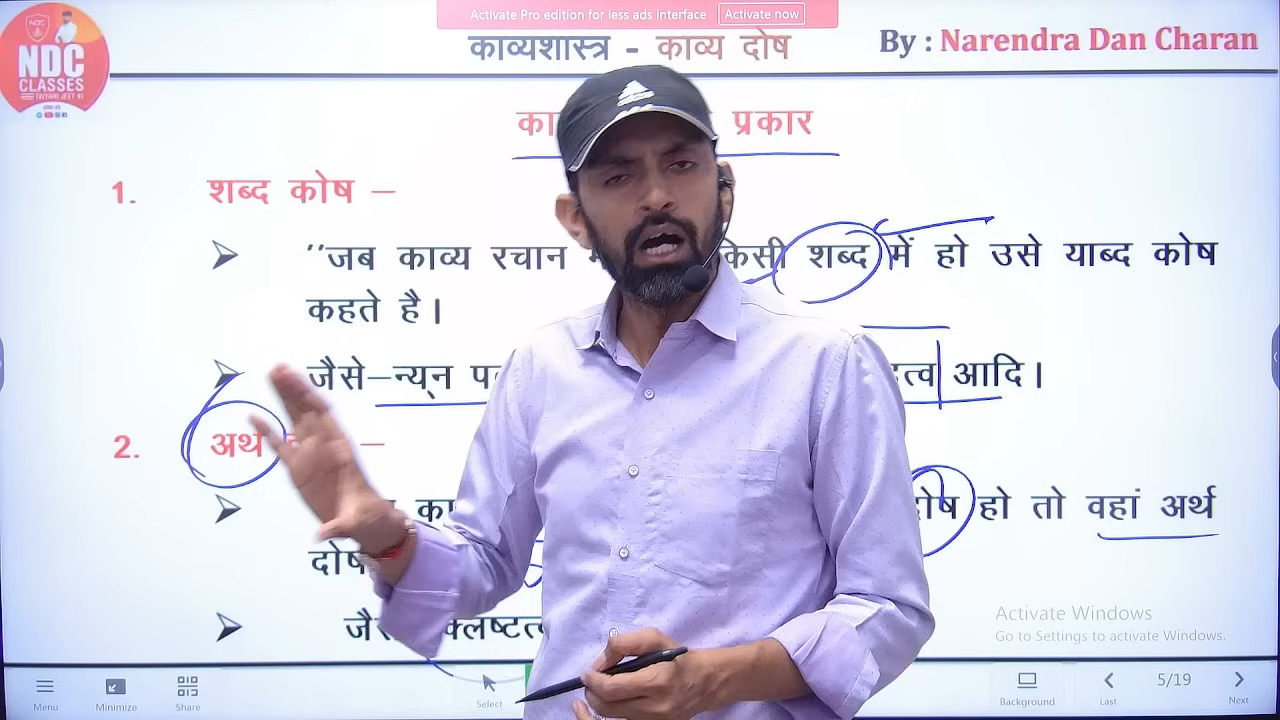 Activate Pro edition for less ads interface Activate now
काव्यशास्त्र - काव्य दोष
By : Narendra Dan Charan
NDC
CLASSES
प्रकार
1. शब्द कोष –
''जब काव्य रचान किसी शब्द में हो उसे याब्द कोष
कहते है।
जैसे–न्य्न आदि।
2. अर्थ –
हो तो वहां अर्थ
Activate Windows
Go to Settings to activate Windows.
Menu Minimize Share Select Background Last 5/19 Next